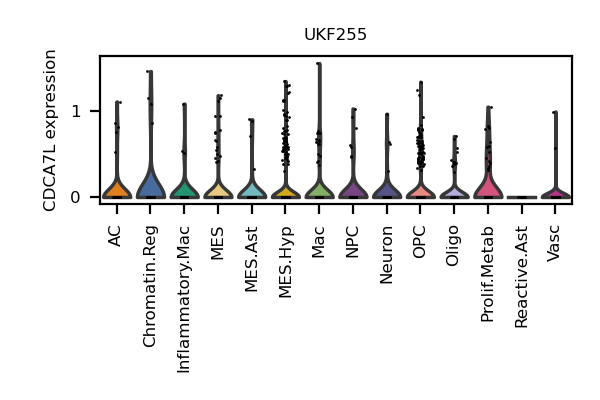 UKF255
CDCA7L expression
1
0
AC
Chromatin.Reg
Inflammatory.Mac
MES
MES.Ast
MES.Hyp
Mac
NPC
Neuron
OPC
Oligo
Prolif.Metab
Reactive.Ast
Vasc